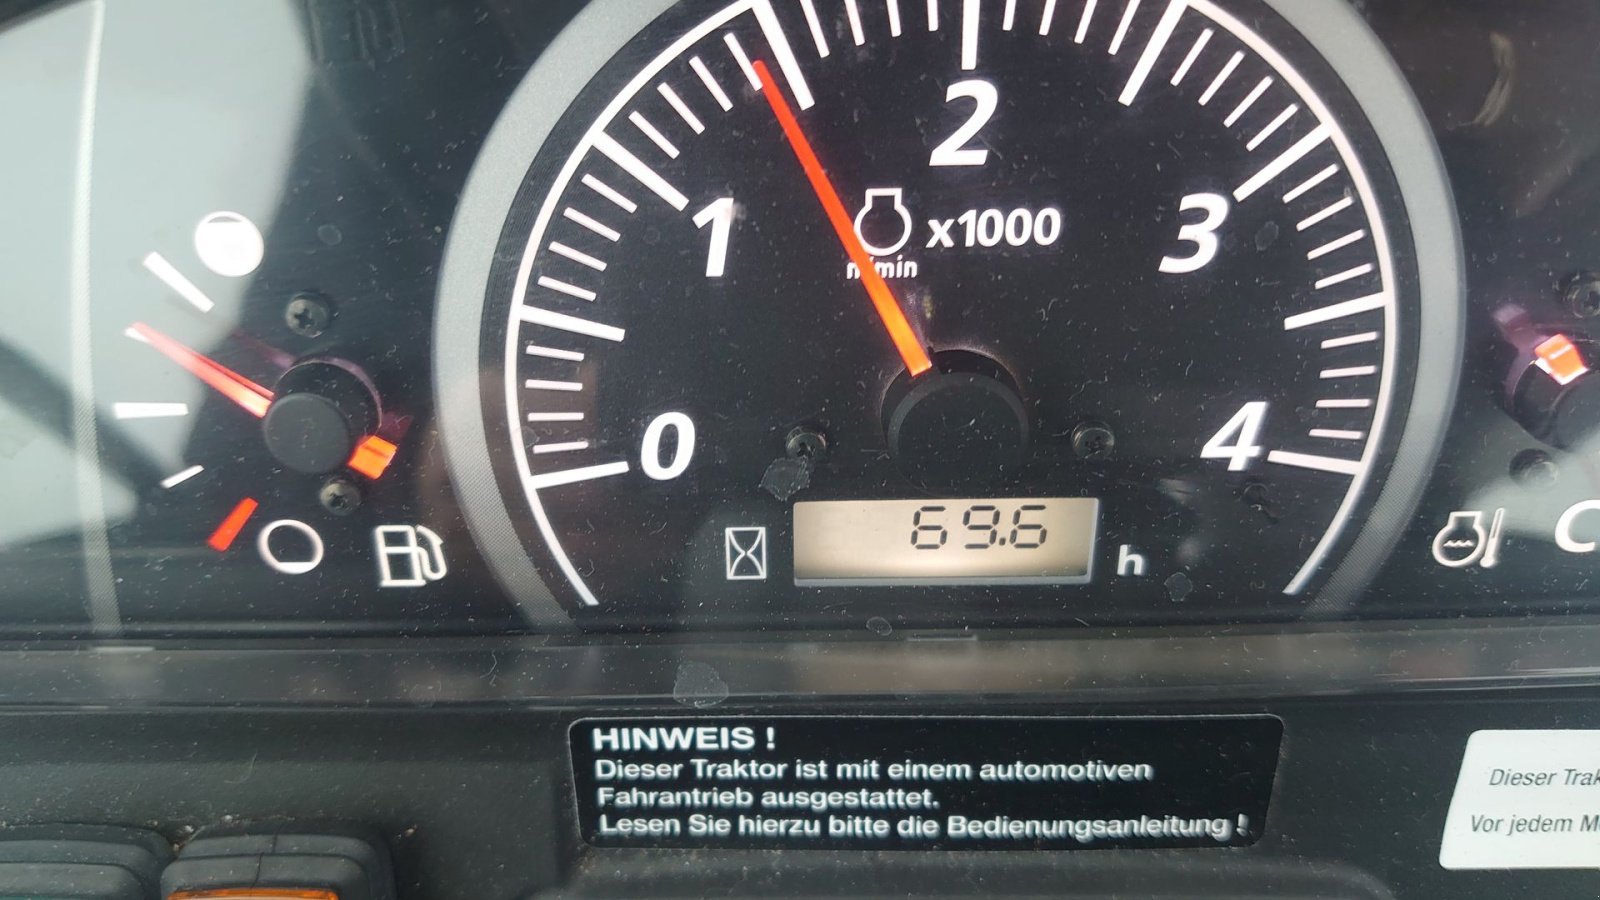 2
1
3
x1000
n/min
0
4
69.6
h
C
HINWEIS !
Dieser Traktor ist mit einem automotiven
Fahrantrieb ausgestattet.
Lesen Sie hierzu bitte die Bedienungsanleitung !
Dieser
Vor jedem